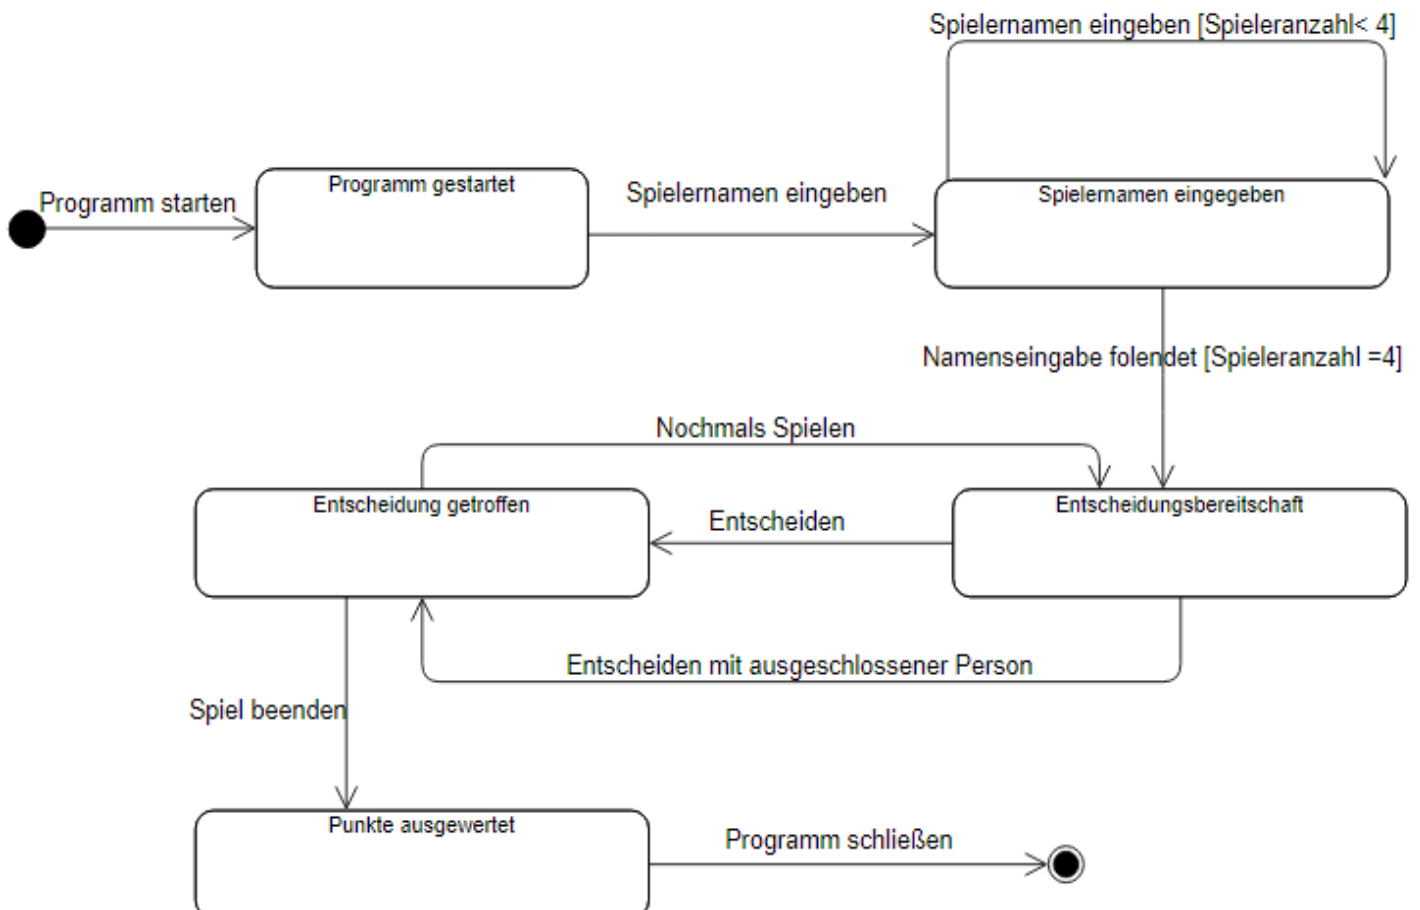 Spielernamen eingeben [Spieleranzahl< 4]
Programm starten
Programm gestartet
Spielernamen eingeben
Spielernamen eingegeben
Namenseingabe folendet [Spieleranzahl =4]
Nochmals Spielen
Entscheidung getroffen
Entscheiden
Entscheidungsbereitschaft
Entscheiden mit ausgeschlossener Person
Spiel beenden
Punkte ausgewertet
Programm schließen